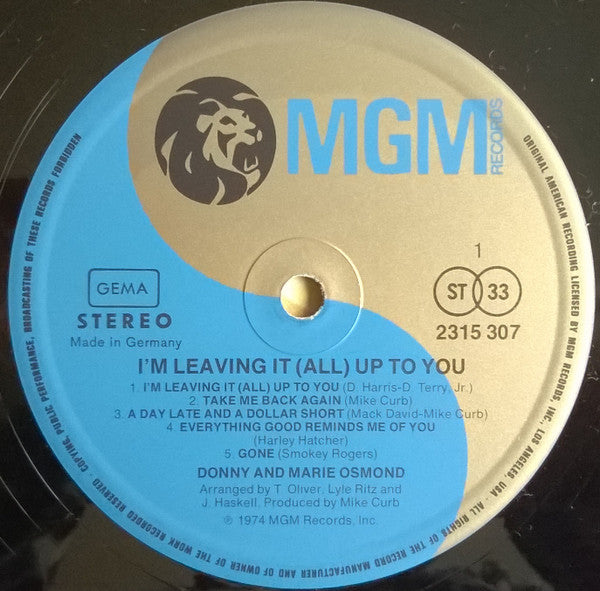 MGM
RECORDS
GEMA
STEREO
Made in Germany
1
ST 33
2315 307
I'M LEAVING IT (ALL) UP TO YOU
1. I'M LEAVING IT (ALL) UP TO YOU (D. Harris-D. Terry, Jr.)
2. TAKE ME BACK AGAIN (Mike Curb)
3. A DAY LATE AND A DOLLAR SHORT (Mack David-Mike Curb)
4. EVERYTHING GOOD REMINDS ME OF YOU
(Harley Hatcher)
5. GONE (Smokey Rogers)
DONNY AND MARIE OSMOND
Arranged by T. Oliver, Lyle Ritz and
J. Haskell, Produced by Mike Curb
℗ 1974 MGM Records, Inc.
ORIGINAL AMERICAN RECORDING LICENSED BY MGM RECORDS, INC., LOS ANGELES, USA - ALL RIGHTS OF THE RECORD MANUFACTURER AND OF OWNER OF THE WORK RECORDED RESERVED - COPYING, PUBLIC PERFORMANCE, BROADCASTING OF THESE RECORDS FORBIDDEN